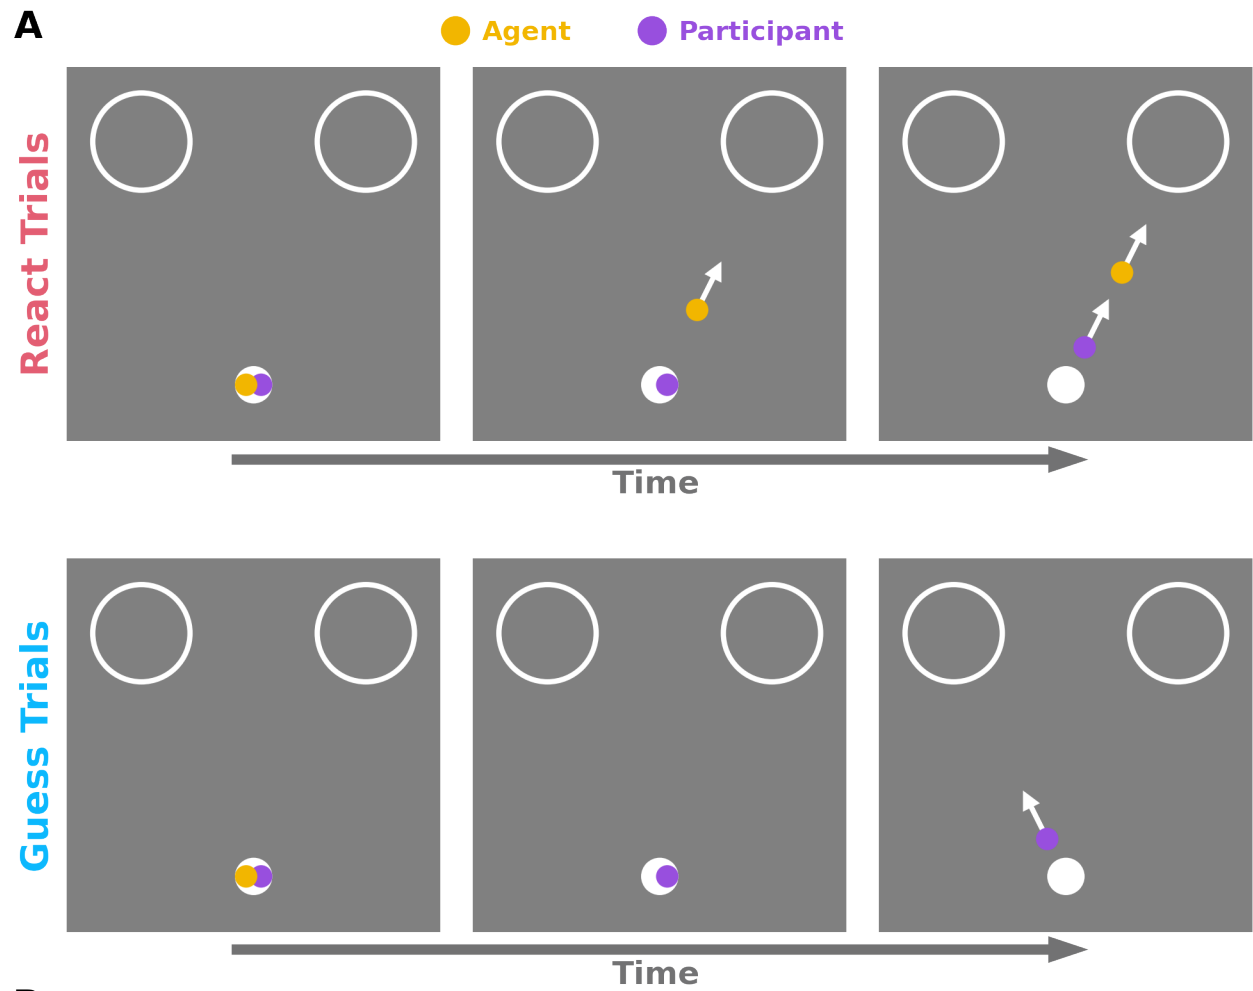 A
Agent
Participant
React Trials
Time
Guess Trials
Time